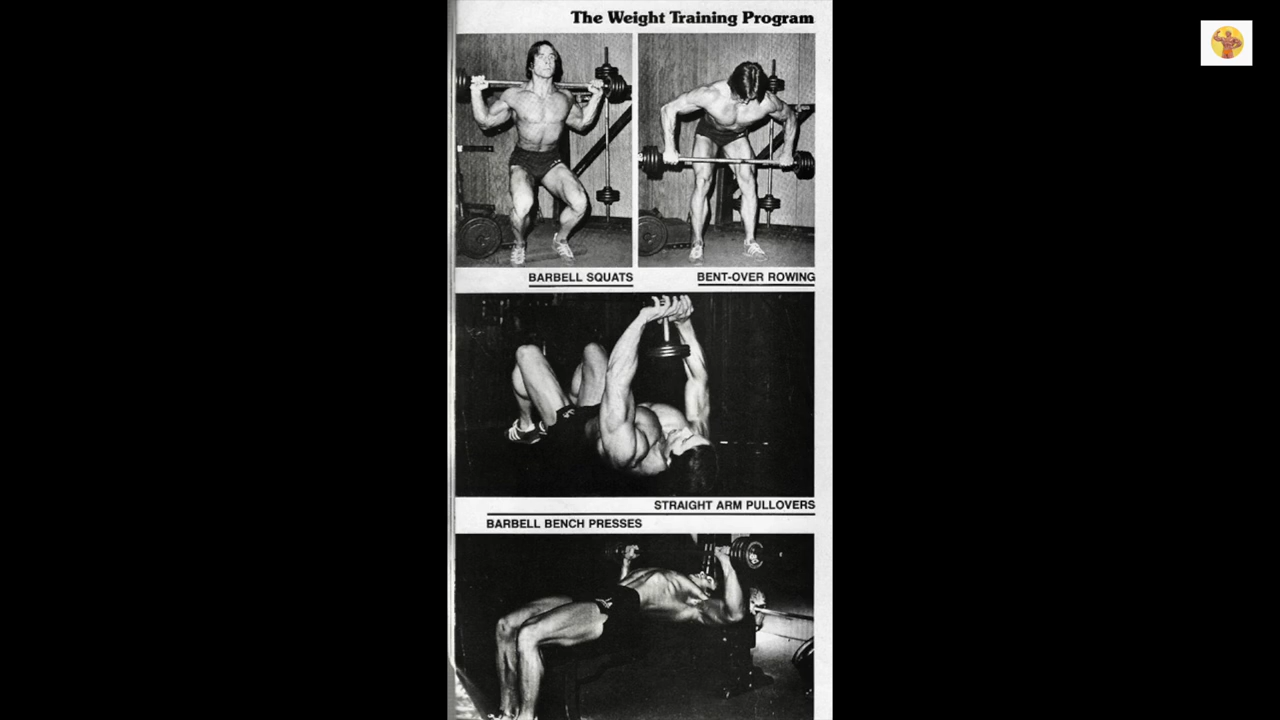 The Weight Training Program
BARBELL SQUATS
BENT-OVER ROWING
STRAIGHT ARM PULLOVERS
BARBELL BENCH PRESSES